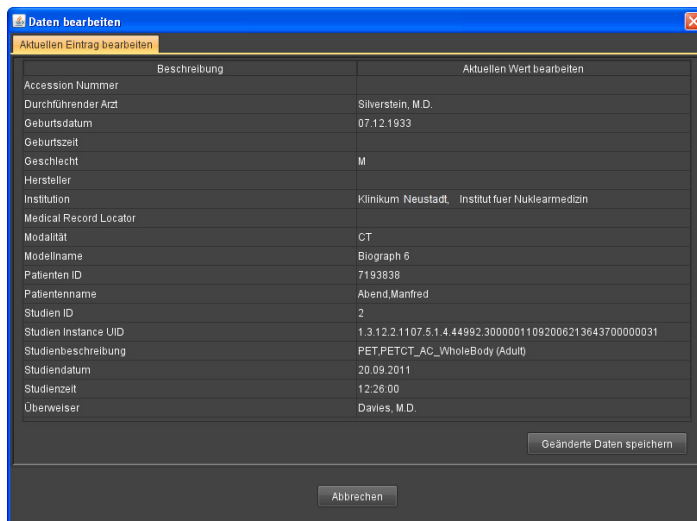 Daten bearbeiten
Aktuellen Eintrag bearbeiten
Beschreibung Aktuellen Wert bearbeiten
Accession Nummer
Durchführender Arzt Silverstein, M.D.
Geburtsdatum 07.12.1933
Geburtszeit
Geschlecht M
Hersteller
Institution Klinikum Neustadt, Institut fuer Nuklearmedizin
Medical Record Locator
Modalität CT
Modellname Biograph 6
Patienten ID 7193838
Patientenname Abend,Manfred
Studien ID 2
Studien Instance UID 1.3.12.2.1107.5.1.4.44992.30000011092006213643700000031
Studienbeschreibung PET,PETCT_AC_WholeBody (Adult)
Studiendatum 20.09.2011
Studienzeit 12:26:00
Überweiser Davies, M.D.
Geänderte Daten speichern
Abbrechen